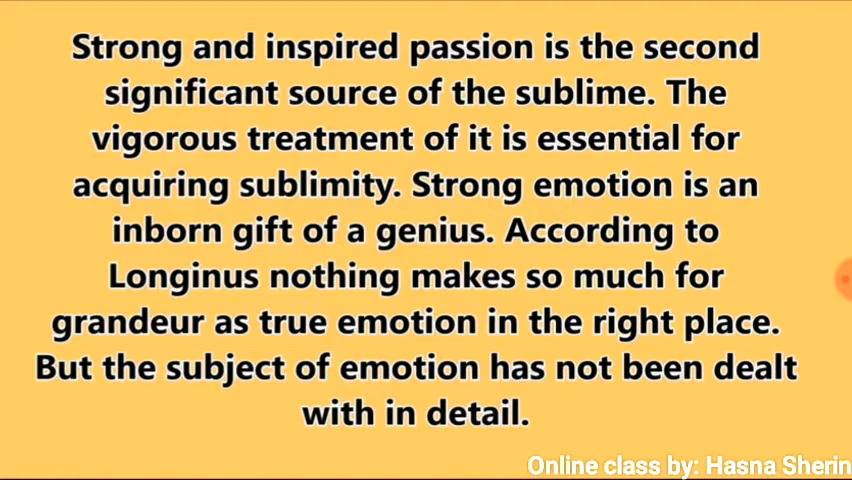 Strong and inspired passion is the second
significant source of the sublime. The
vigorous treatment of it is essential for
acquiring sublimity. Strong emotion is an
inborn gift of a genius. According to
Longinus nothing makes so much for
grandeur as true emotion in the right place.
But the subject of emotion has not been dealt
with in detail.
Online class by: Hasna Sherin